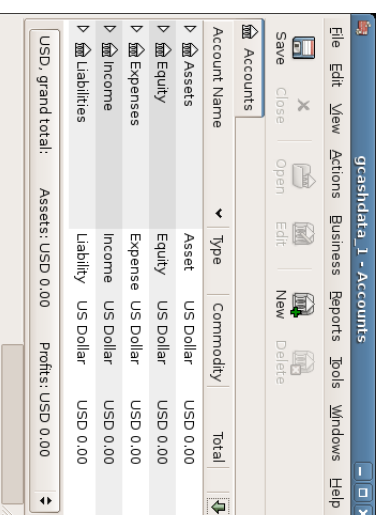 gcashdata_1 - Accounts
File Edit View Actions Business Reports Tools Windows Help
Save Close Open Edit New Delete
Accounts
Account Name Type Commodity Total
Assets Asset US Dollar USD 0.00
Equity Equity US Dollar USD 0.00
Expenses Expense US Dollar USD 0.00
Income Income US Dollar USD 0.00
Liabilities Liability US Dollar USD 0.00
USD, grand total: Assets: USD 0.00 Profits: USD 0.00